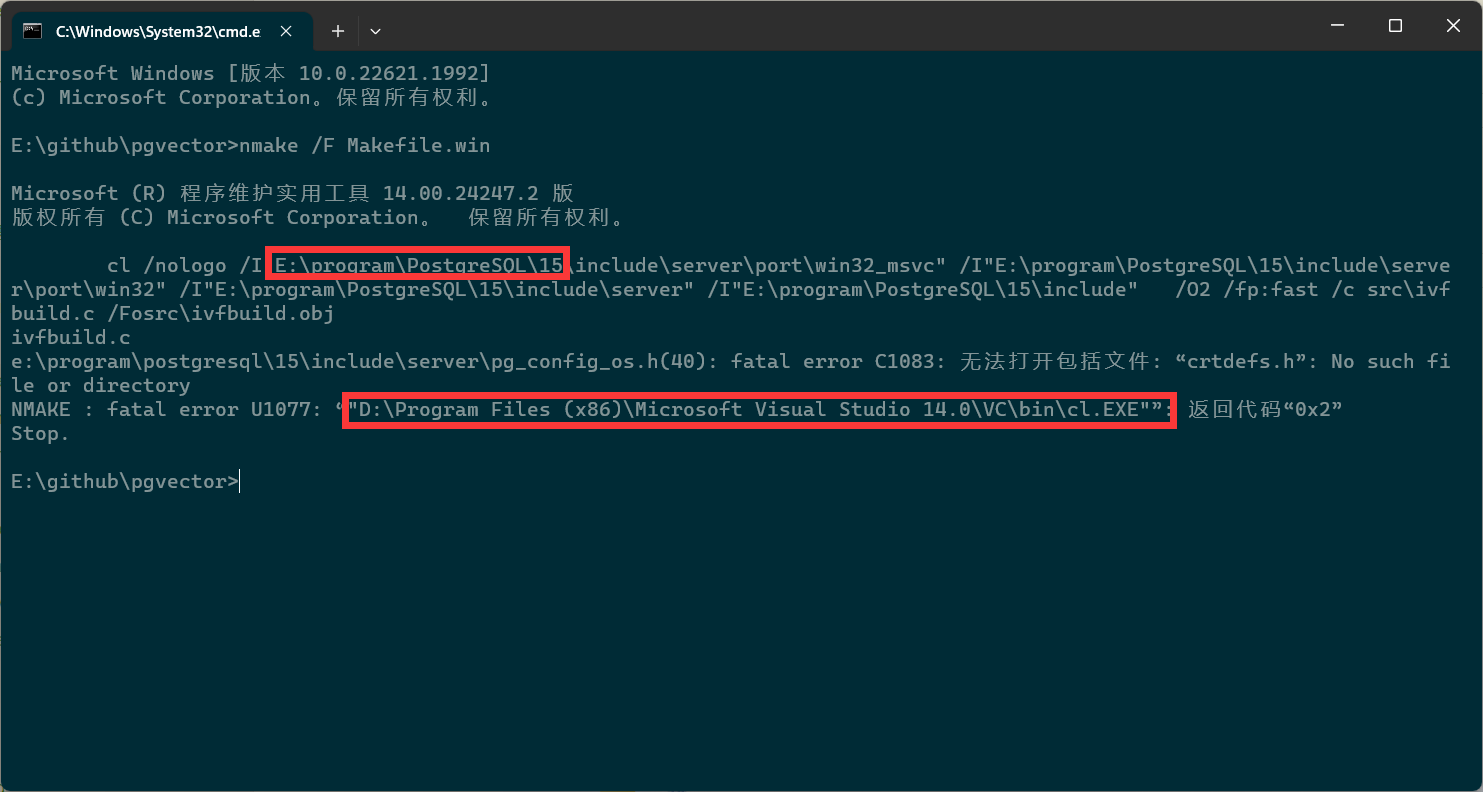 C:\Windows\System32\cmd.e
Microsoft Windows [版本 10.0.22621.1992]
(c) Microsoft Corporation。保留所有权利。
E:\github\pgvector>nmake /F Makefile.win
Microsoft (R) 程序维护实用工具 14.00.24247.2 版
版权所有 (C) Microsoft Corporation。  保留所有权利。
cl /nologo /I"E:\program\PostgreSQL\15\include\server\port\win32_msvc" /I"E:\program\PostgreSQL\15\include\serve
r\port\win32" /I"E:\program\PostgreSQL\15\include\server" /I"E:\program\PostgreSQL\15\include"   /O2 /fp:fast /c src\ivf
build.c /Fosrc\ivfbuild.obj
ivfbuild.c
e:\program\postgresql\15\include\server\pg_config_os.h(40): fatal error C1083: 无法打开包括文件: “crtdefs.h”: No such fi
le or directory
NMAKE : fatal error U1077: “"D:\Program Files (x86)\Microsoft Visual Studio 14.0\VC\bin\cl.EXE"”: 返回代码“0x2”
Stop.
E:\github\pgvector>